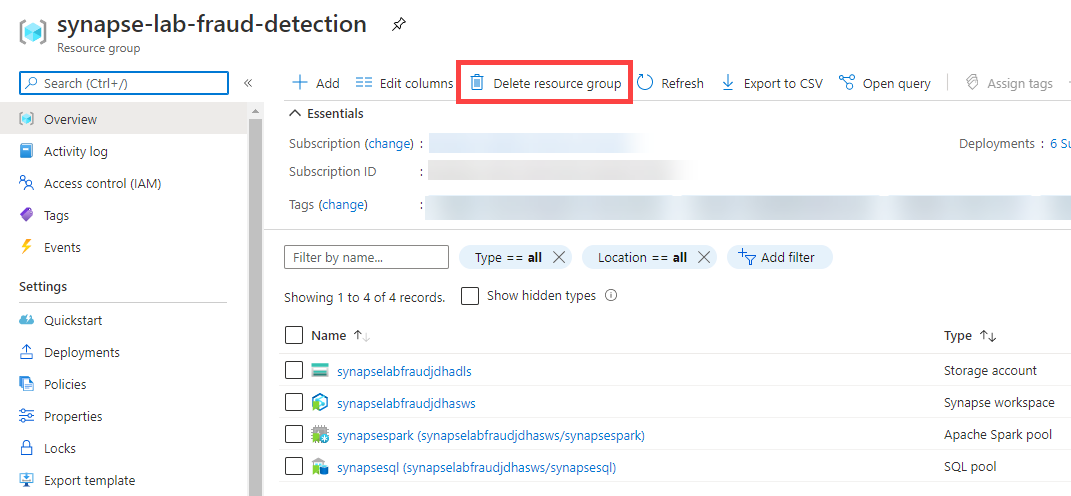 synapse-lab-fraud-detection
Resource group
Search (Ctrl+/)
«
Add
Edit columns
Delete resource group
Refresh
Export to CSV
Open query
Assign tags
Overview
Activity log
Access control (IAM)
Tags
Events
Settings
Quickstart
Deployments
Policies
Properties
Locks
Export template
Essentials
Subscription (change) :
Deployments : 6 Su
Subscription ID :
Tags (change) :
Filter by name...
Type == all
Location == all
Add filter
Showing 1 to 4 of 4 records.
Show hidden types
Name ↑↓ Type ↑↓
synapselabfraudjdhadls Storage account
synapselabfraudjdhasws Synapse workspace
synapsespark (synapselabfraudjdhasws/synapsespark) Apache Spark pool
synapsesql (synapselabfraudjdhasws/synapsesql) SQL pool